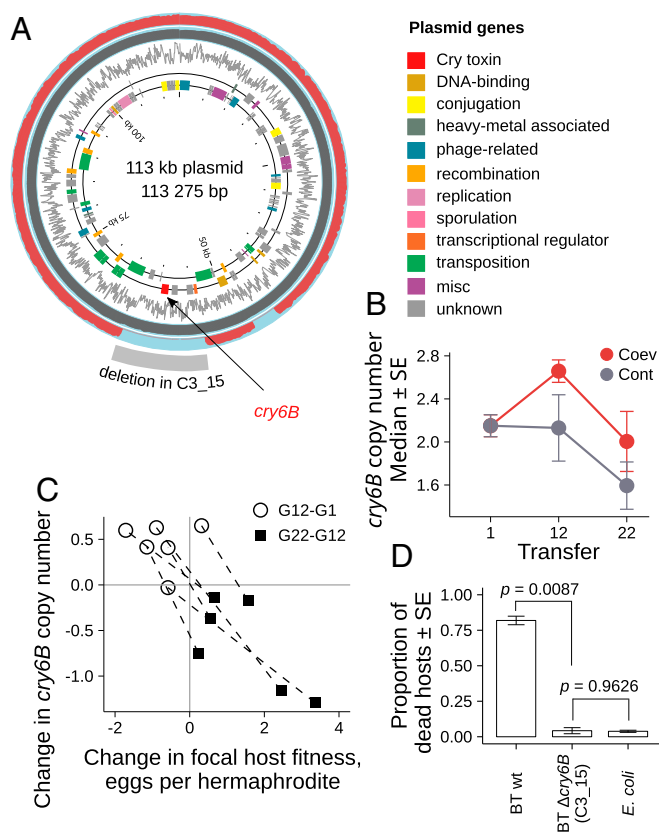 A
Plasmid genes
Cry toxin
DNA-binding
conjugation
heavy-metal associated
phage-related
recombination
replication
sporulation
transcriptional regulator
transposition
misc
unknown
100 kb
113 kb plasmid
113 275 bp
75 kb
50 kb
deletion in C3_15
cry6B
B
cry6B copy number
Median ± SE
2.8
2.4
2.0
1.6
Coev
Cont
1 12 22
Transfer
C
Change in cry6B copy number
0.5
0.0
-0.5
-1.0
G12-G1
G22-G12
-2 0 2 4
Change in focal host fitness,
eggs per hermaphrodite
D
Proportion of
dead hosts ± SE
1.00
0.75
0.50
0.25
0.00
p = 0.0087
p = 0.9626
BT wt
BT Δcry6B
(C3_15)
E. coli